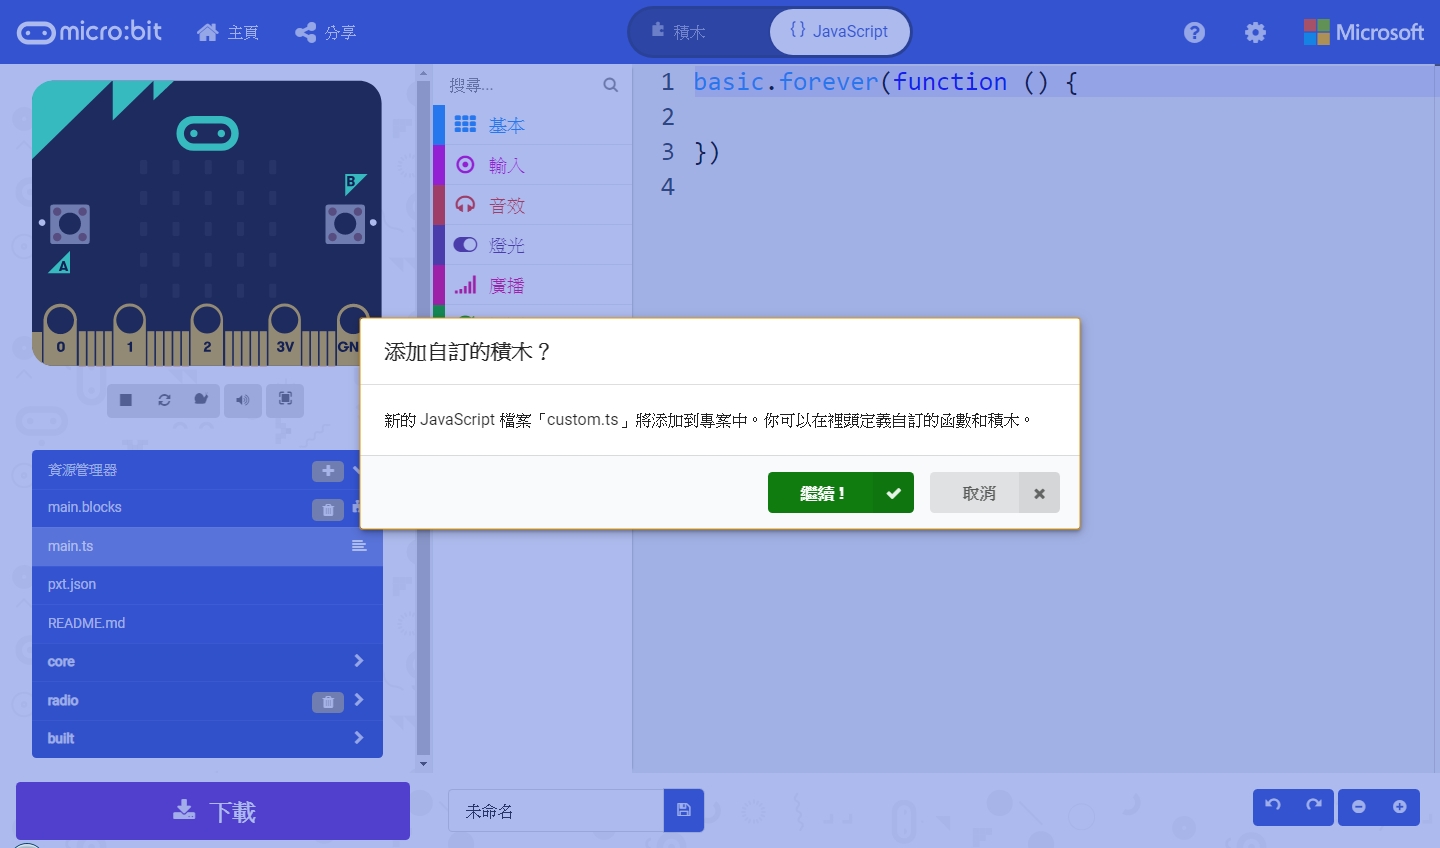 micro:bit
主頁
分享
積木
{} JavaScript
?
Microsoft
B
A
0
1
2
3V
GN
搜尋...
基本
輸入
音效
燈光
廣播
1 basic.forever(function () {
2
3 })
4
添加自訂的積木？
新的 JavaScript 檔案「custom.ts」將添加到專案中。你可以在裡頭定義自訂的函數和積木。
繼續！
取消
資源管理器
main.blocks
main.ts
pxt.json
README.md
core
radio
built
下載
未命名